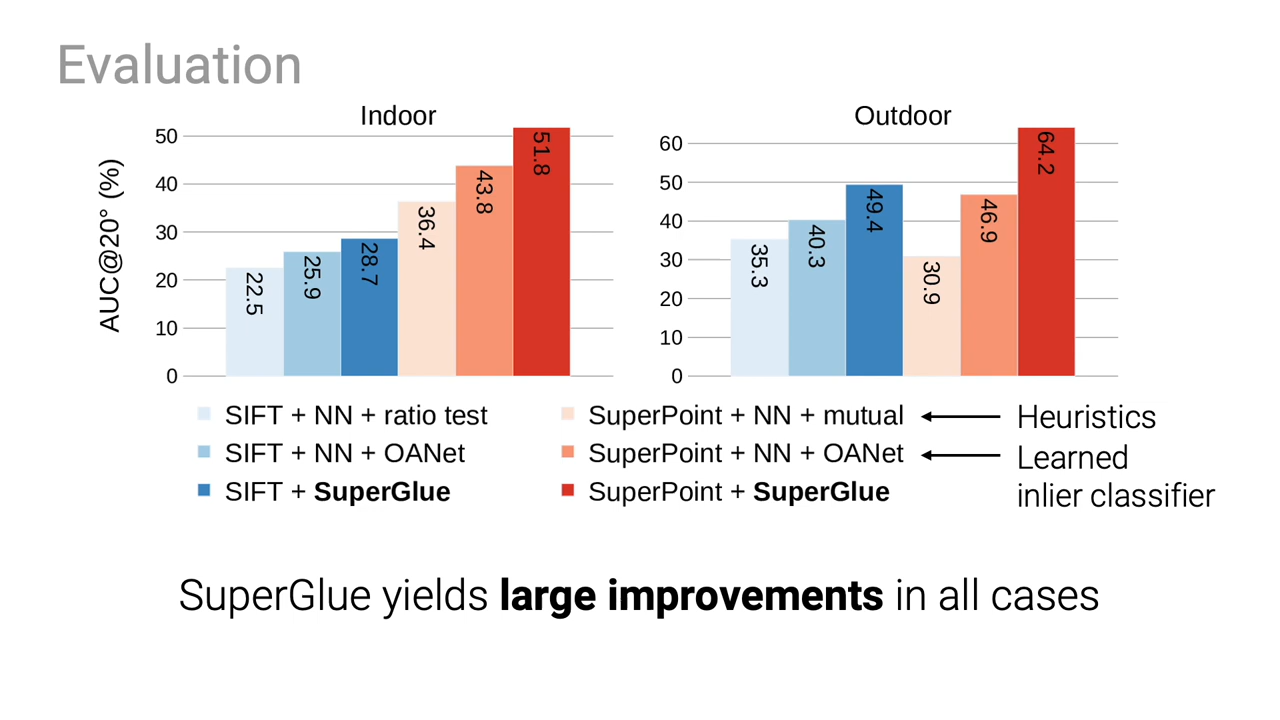 Evaluation
Indoor
AUC@20° (%)
50
40
30
20
10
0
22.5
25.9
28.7
36.4
43.8
51.8
Outdoor
60
50
40
30
20
10
0
35.3
40.3
49.4
30.9
46.9
64.2
SIFT + NN + ratio test
SIFT + NN + OANet
SIFT + SuperGlue
SuperPoint + NN + mutual
SuperPoint + NN + OANet
SuperPoint + SuperGlue
Heuristics
Learned
inlier classifier
SuperGlue yields large improvements in all cases